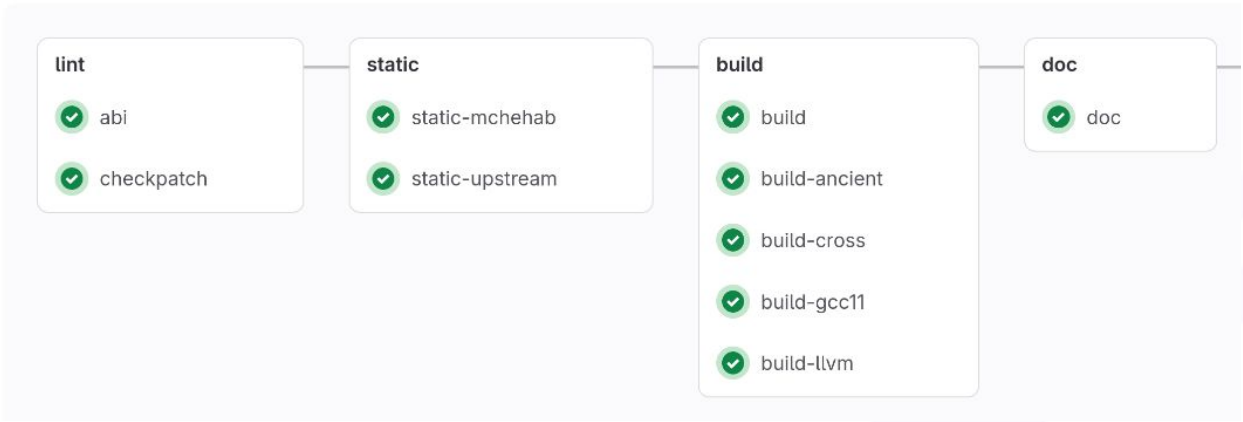 lint
abi
checkpatch
static
static-mchehab
static-upstream
build
build
build-ancient
build-cross
build-gcc11
build-llvm
doc
doc